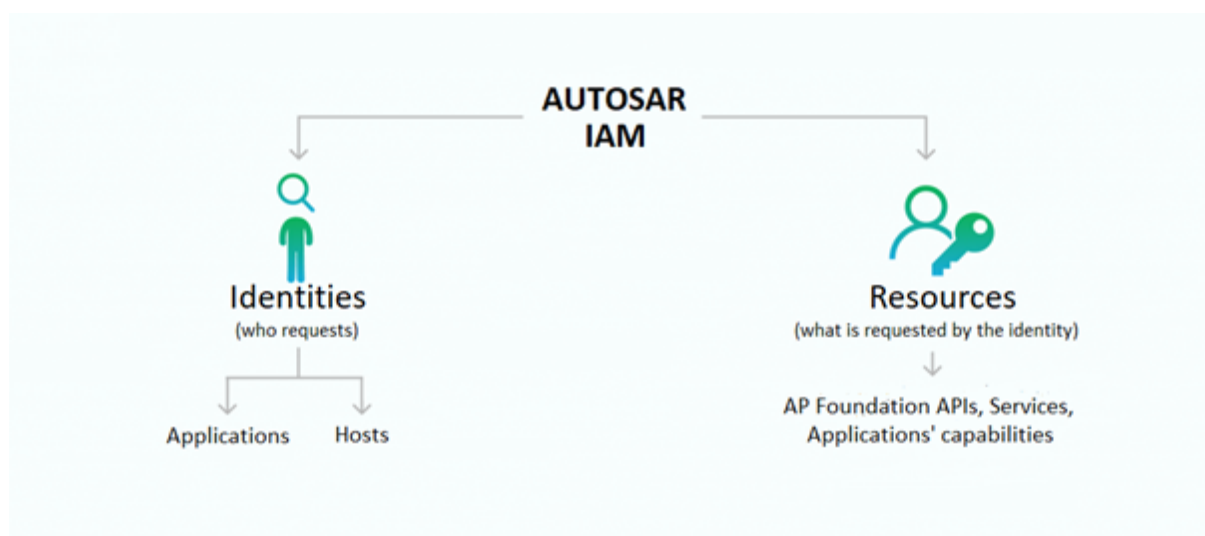 AUTOSAR
IAM
Identities
(who requests)
Applications
Hosts
Resources
(what is requested by the identity)
AP Foundation APIs, Services,
Applications' capabilities